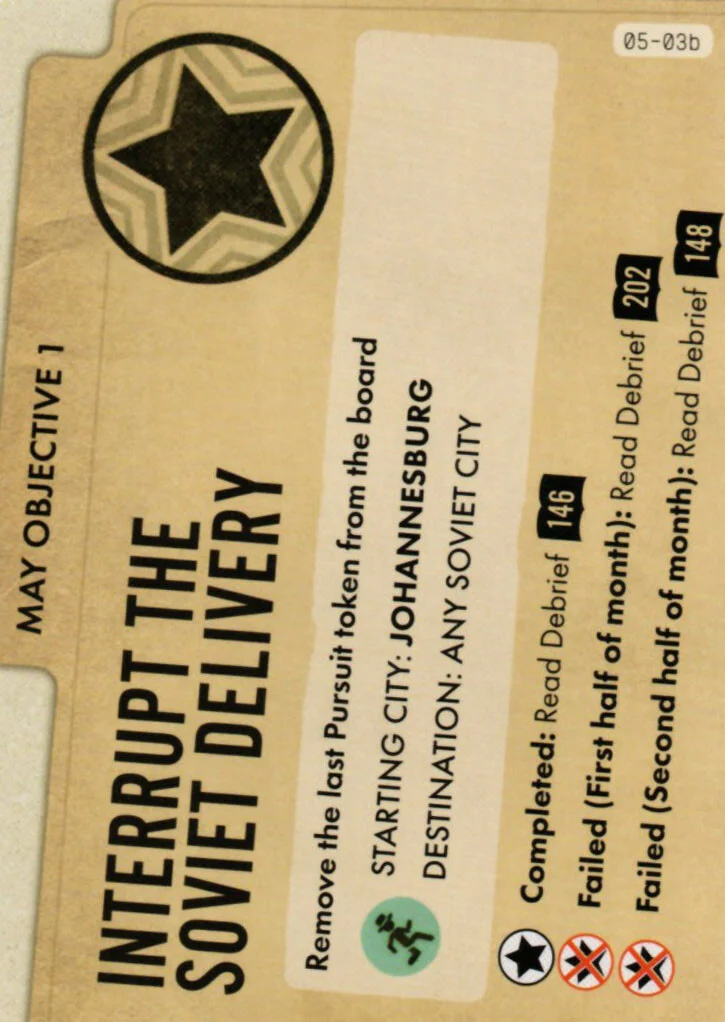 MAY OBJECTIVE 1
INTERRUPT THE
SOVIET DELIVERY
Remove the last Pursuit token from the board
STARTING CITY: JOHANNESBURG
DESTINATION: ANY SOVIET CITY
Completed: Read Debrief 146
Failed (First half of month): Read Debrief 202
Failed (Second half of month): Read Debrief 148
05-03b